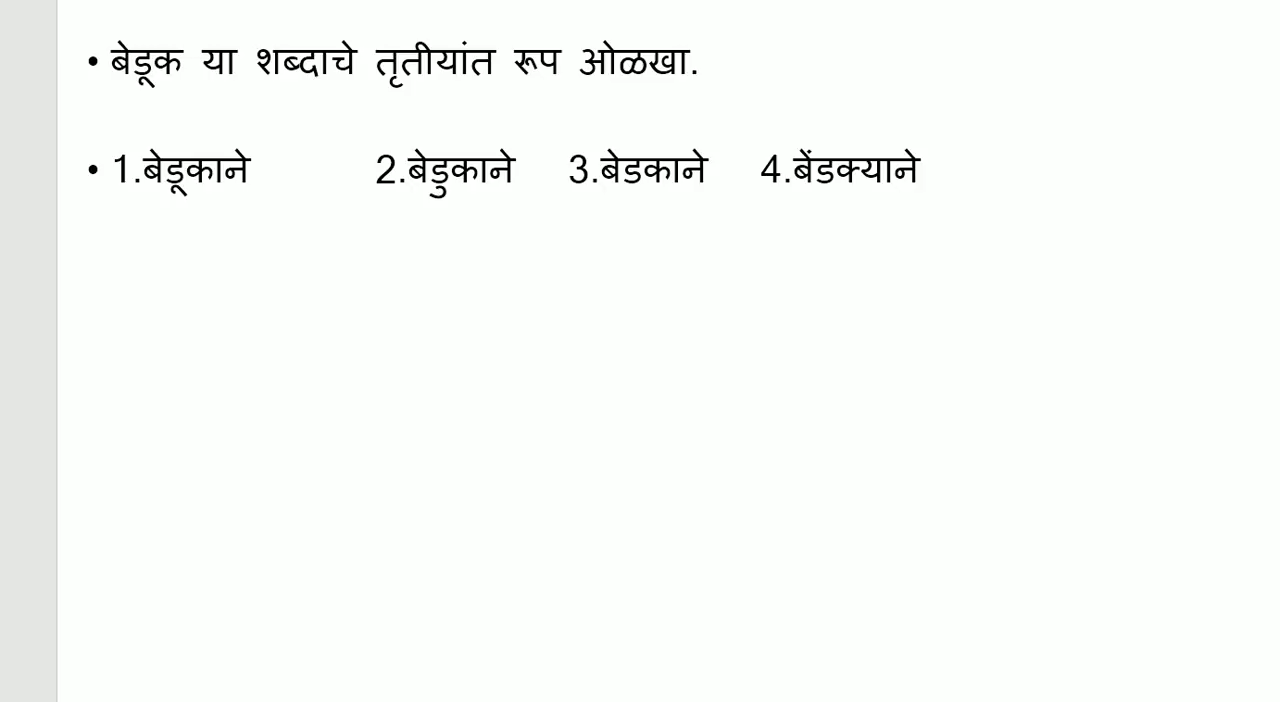 • बेडूक या शब्दाचे तृतीयांत रूप ओळखा.
• 1.बेडूकाने 2.बेडुकाने 3.बेडकाने 4.बेंडक्याने